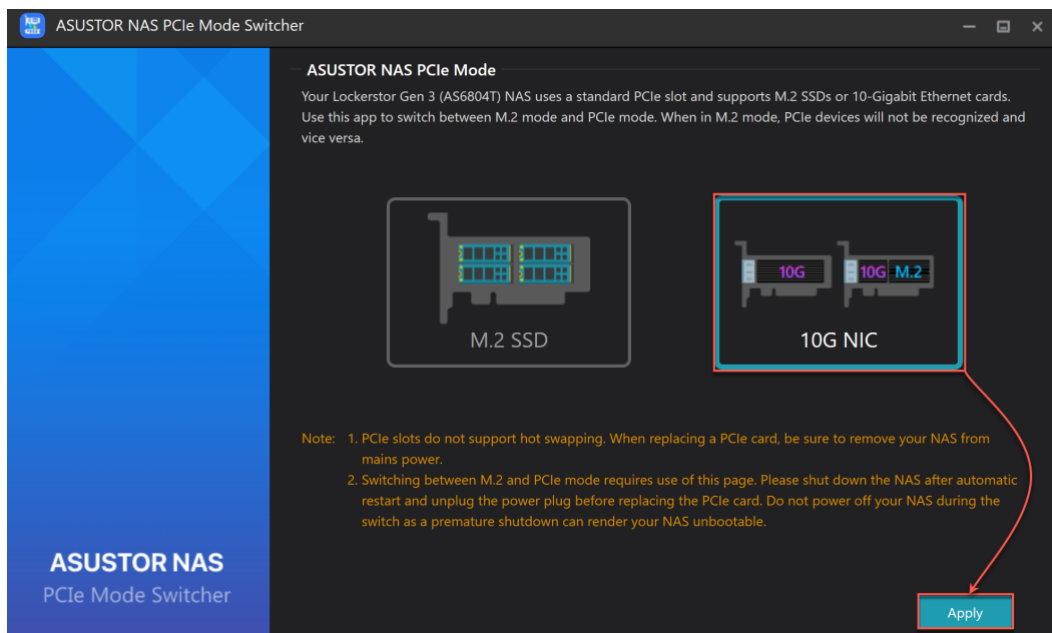 ASUSTOR NAS PCIe Mode Switcher
ASUSTOR NAS PCIe Mode
Your Lockerstor Gen 3 (AS6804T) NAS uses a standard PCIe slot and supports M.2 SSDs or 10-Gigabit Ethernet cards.
Use this app to switch between M.2 mode and PCIe mode. When in M.2 mode, PCIe devices will not be recognized and
vice versa.
10G
10G M.2
M.2 SSD
10G NIC
Note: 1. PCIe slots do not support hot swapping. When replacing a PCIe card, be sure to remove your NAS from
mains power.
2. Switching between M.2 and PCIe mode requires use of this page. Please shut down the NAS after automatic
restart and unplug the power plug before replacing the PCIe card. Do not power off your NAS during the
switch as a premature shutdown can render your NAS unbootable.
ASUSTOR NAS
PCIe Mode Switcher
Apply